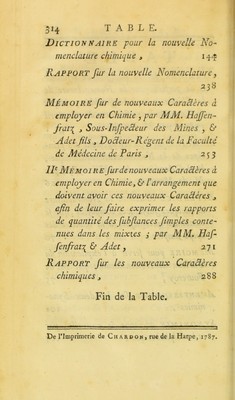 314 TABLE.
DICTIONNAIRE pour la nouvelle No-
menclature chimique, 144
RAPPORT ſur la nouvelle Nomenclature,
238
MÉMOIRE ſur de nouveaux Caractères à
employer en Chimie, par MM. Haſſen-
fratz, Sous-Inſpecteur des Mines, &
Adet fils, Docteur-Régent de la Faculté
de Médecine de Paris, 253
IIe MÉMOIRE ſur de nouveaux Caractères à
employer en Chimie, & l'arrangement que
doivent avoir ces nouveaux Caractères,
afin de leur faire exprimer les rapports
de quantité des ſubſtances ſimples conte-
nues dans les mixtes ; par MM. Haſ-
ſenfratz & Adet, 271
RAPPORT ſur les nouveaux Caractères
chimiques, 288
Fin de la Table.
De l'Imprimerie de CHARDON, rue de la Harpe, 1787.